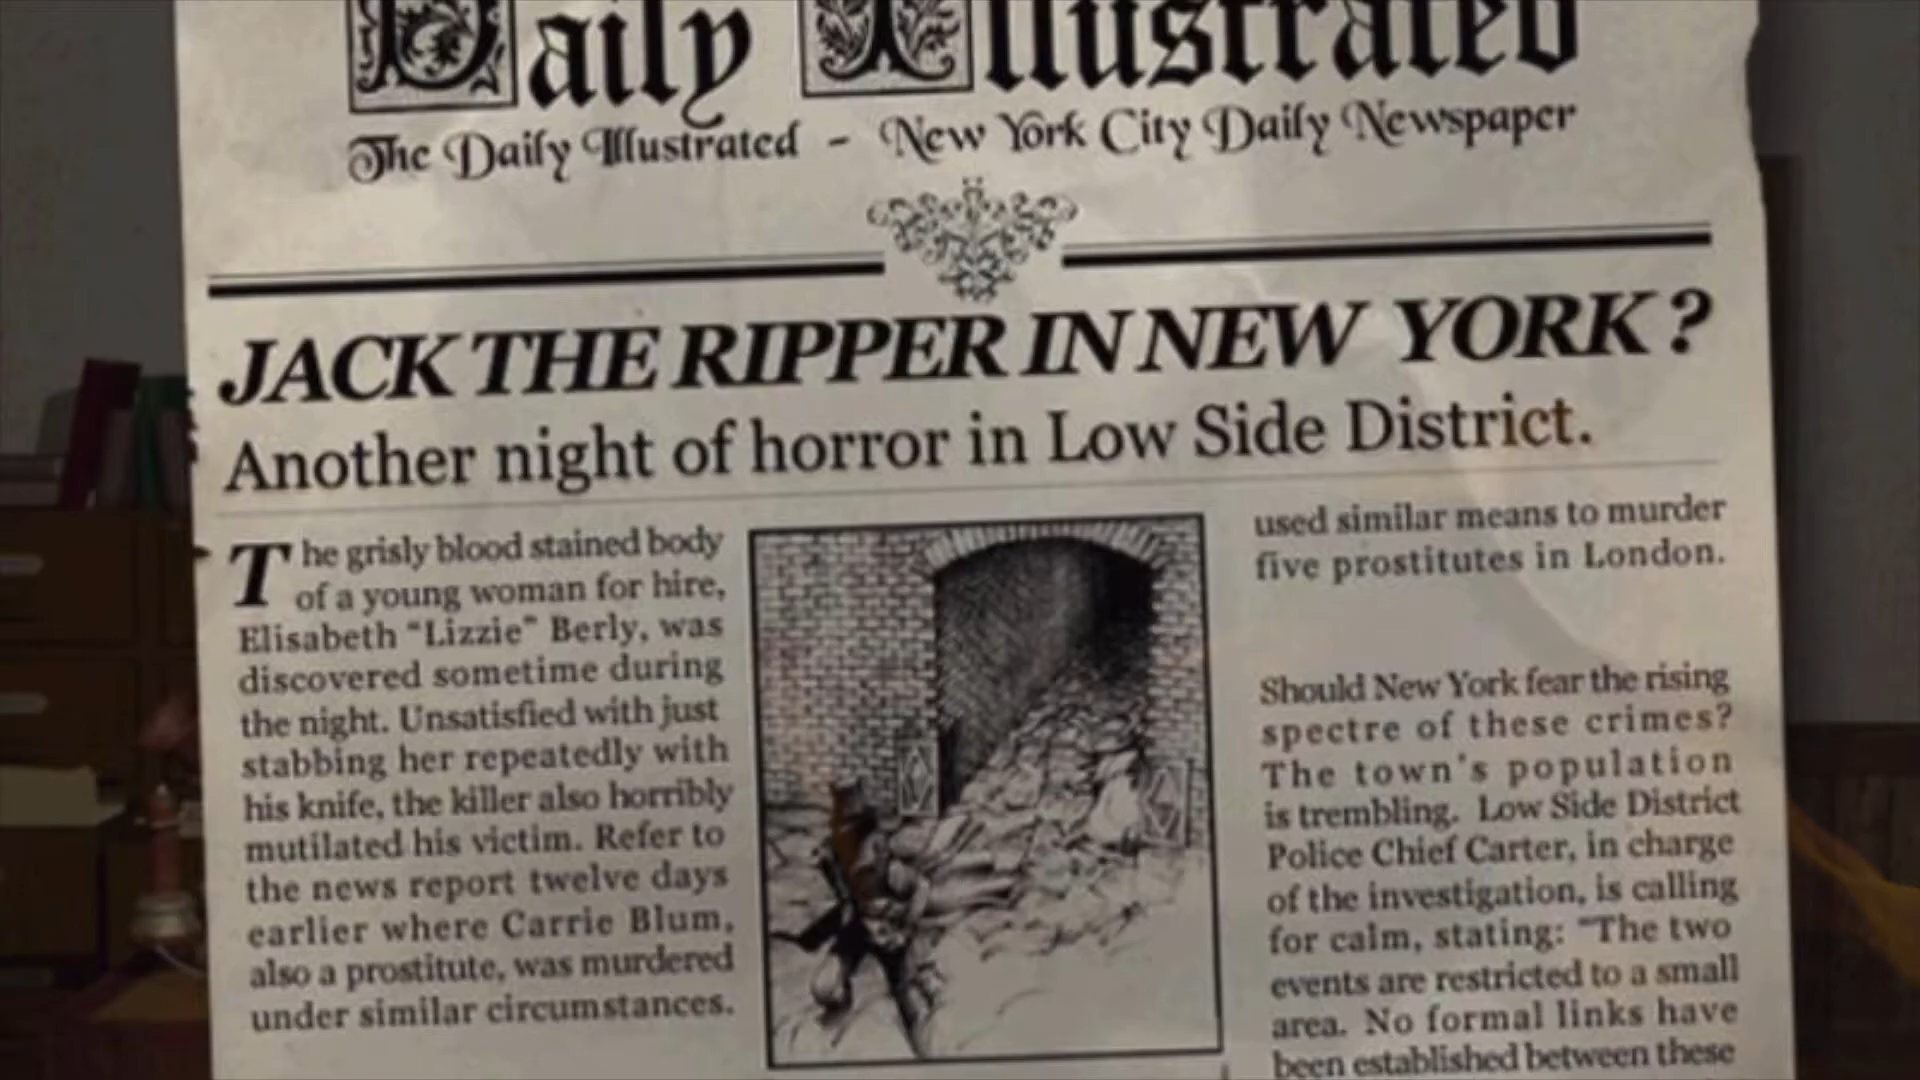 Daily Illustrated
The Daily Illustrated - New York City Daily Newspaper
JACK THE RIPPER IN NEW YORK ?
Another night of horror in Low Side District.
The grisly blood stained body
of a young woman for hire,
Elisabeth "Lizzie" Berly, was
discovered sometime during
the night. Unsatisfied with just
stabbing her repeatedly with
his knife, the killer also horribly
mutilated his victim. Refer to
the news report twelve days
earlier where Carrie Blum,
also a prostitute, was murdered
under similar circumstances.
used similar means to murder
five prostitutes in London.
Should New York fear the rising
spectre of these crimes?
The town's population
is trembling. Low Side District
Police Chief Carter, in charge
of the investigation, is calling
for calm, stating: "The two
events are restricted to a small
area. No formal links have
been established between these